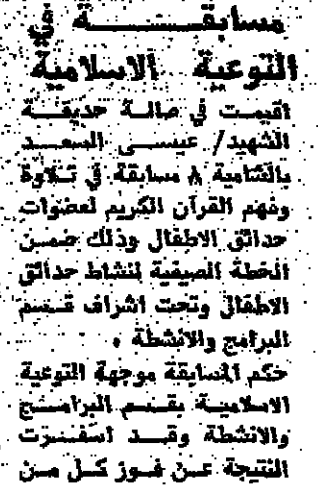 مسابقة في
التوعية الاسلامية
اقيمت في صالة حديقة
الشهيد / عيسى السعد
بالشامية ٨ مسابقة في تلاوة
وفهم القرآن الكريم لعضوات
حدائق الاطفال وذلك ضمن
الخطة الصيفية لنشاط حدائق
الاطفال وتحت اشراف قسم
البرامج والانشطة .
حكم المسابقة موجهة التوعية
الاسلامية بقسم البرامج
والانشطة وقد اسفرت
النتيجة عن فوز كل من